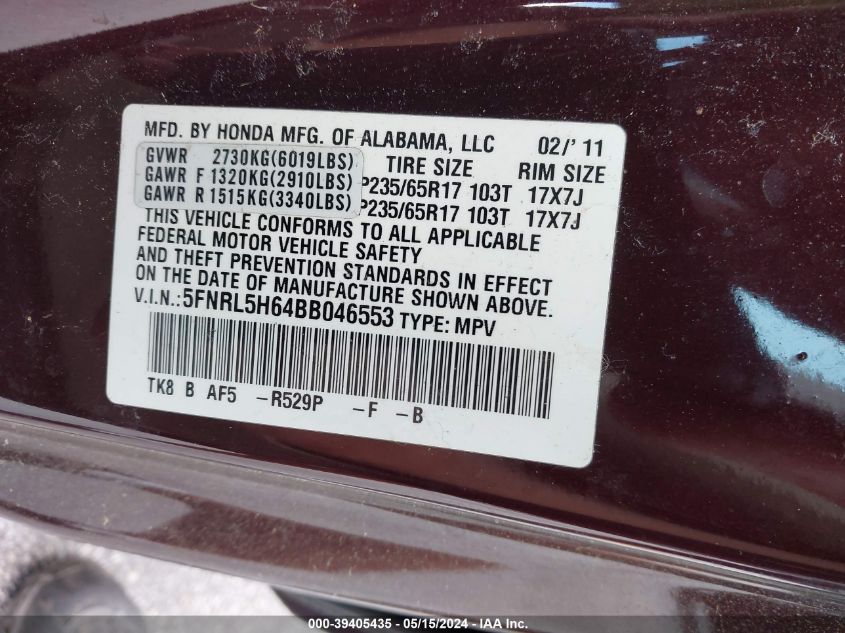 MFD. BY HONDA MFG. OF ALABAMA, LLC 02/' 11
GVWR 2730KG(6019LBS) TIRE SIZE RIM SIZE
GAWR F 1320KG(2910LBS) P235/65R17 103T 17X7J
GAWR R 1515KG(3340LBS) P235/65R17 103T 17X7J
THIS VEHICLE CONFORMS TO ALL APPLICABLE
FEDERAL MOTOR VEHICLE SAFETY
AND THEFT PREVENTION STANDARDS IN EFFECT
ON THE DATE OF MANUFACTURE SHOWN ABOVE.
V.I.N.:5FNRL5H64BB046553 TYPE: MPV
TK8 B AF5 -R529P -F -B
000-39405435 - 05/15/2024 - IAA Inc.